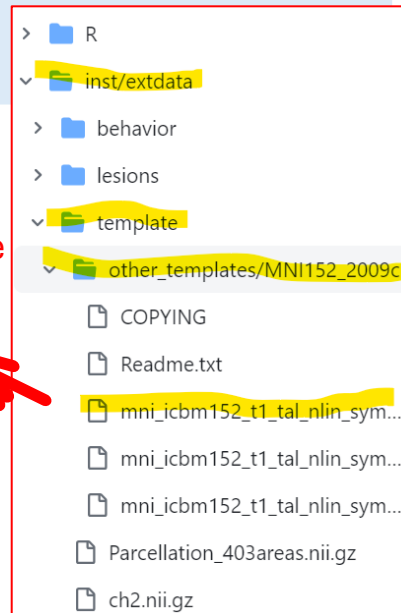 R
inst/extdata
behavior
lesions
template
e
other_templates/MNI152_2009c
COPYING
Readme.txt
mni_icbm152_t1_tal_nlin_sym...
mni_icbm152_t1_tal_nlin_sym...
mni_icbm152_t1_tal_nlin_sym...
Parcellation_403areas.nii.gz
ch2.nii.gz